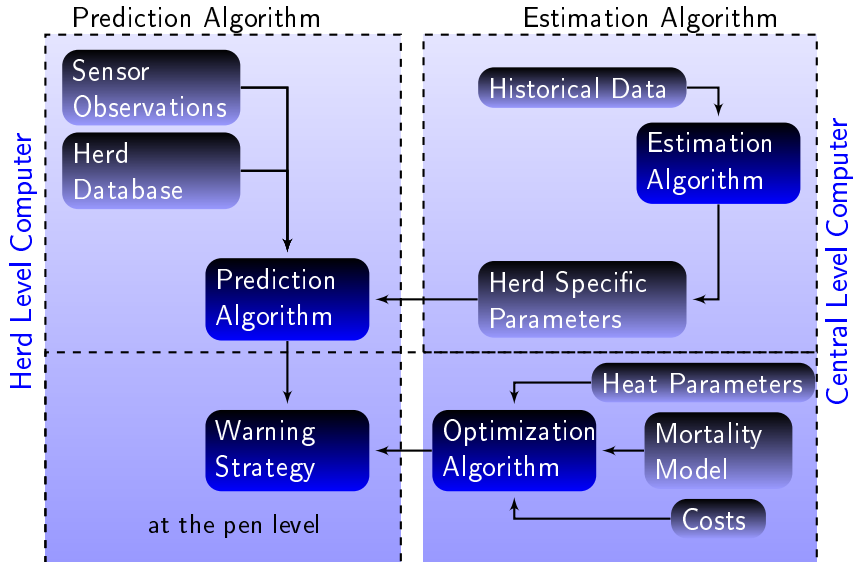 Prediction Algorithm
Estimation Algorithm
Herd Level Computer
Central Level Computer
Sensor
Observations
Herd
Database
Prediction
Algorithm
Historical Data
Estimation
Algorithm
Herd Specific
Parameters
Warning
Strategy
at the pen level
Optimization
Algorithm
Heat Parameters
Mortality
Model
Costs